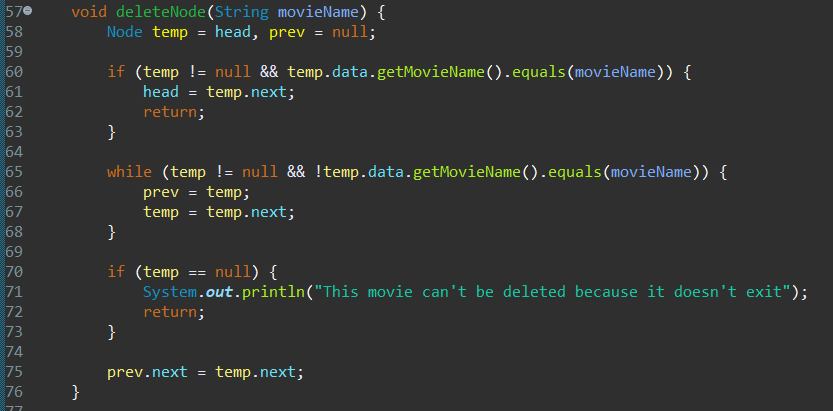 57 void deleteNode(String movieName) {
58 Node temp = head, prev = null;
59
60 if (temp != null && temp.data.getMovieName().equals(movieName)) {
61 head = temp.next;
62 return;
63 }
64
65 while (temp != null && !temp.data.getMovieName().equals(movieName)) {
66 prev = temp;
67 temp = temp.next;
68 }
69
70 if (temp == null) {
71 System.out.println("This movie can't be deleted because it doesn't exit");
72 return;
73 }
74
75 prev.next = temp.next;
76 }
77